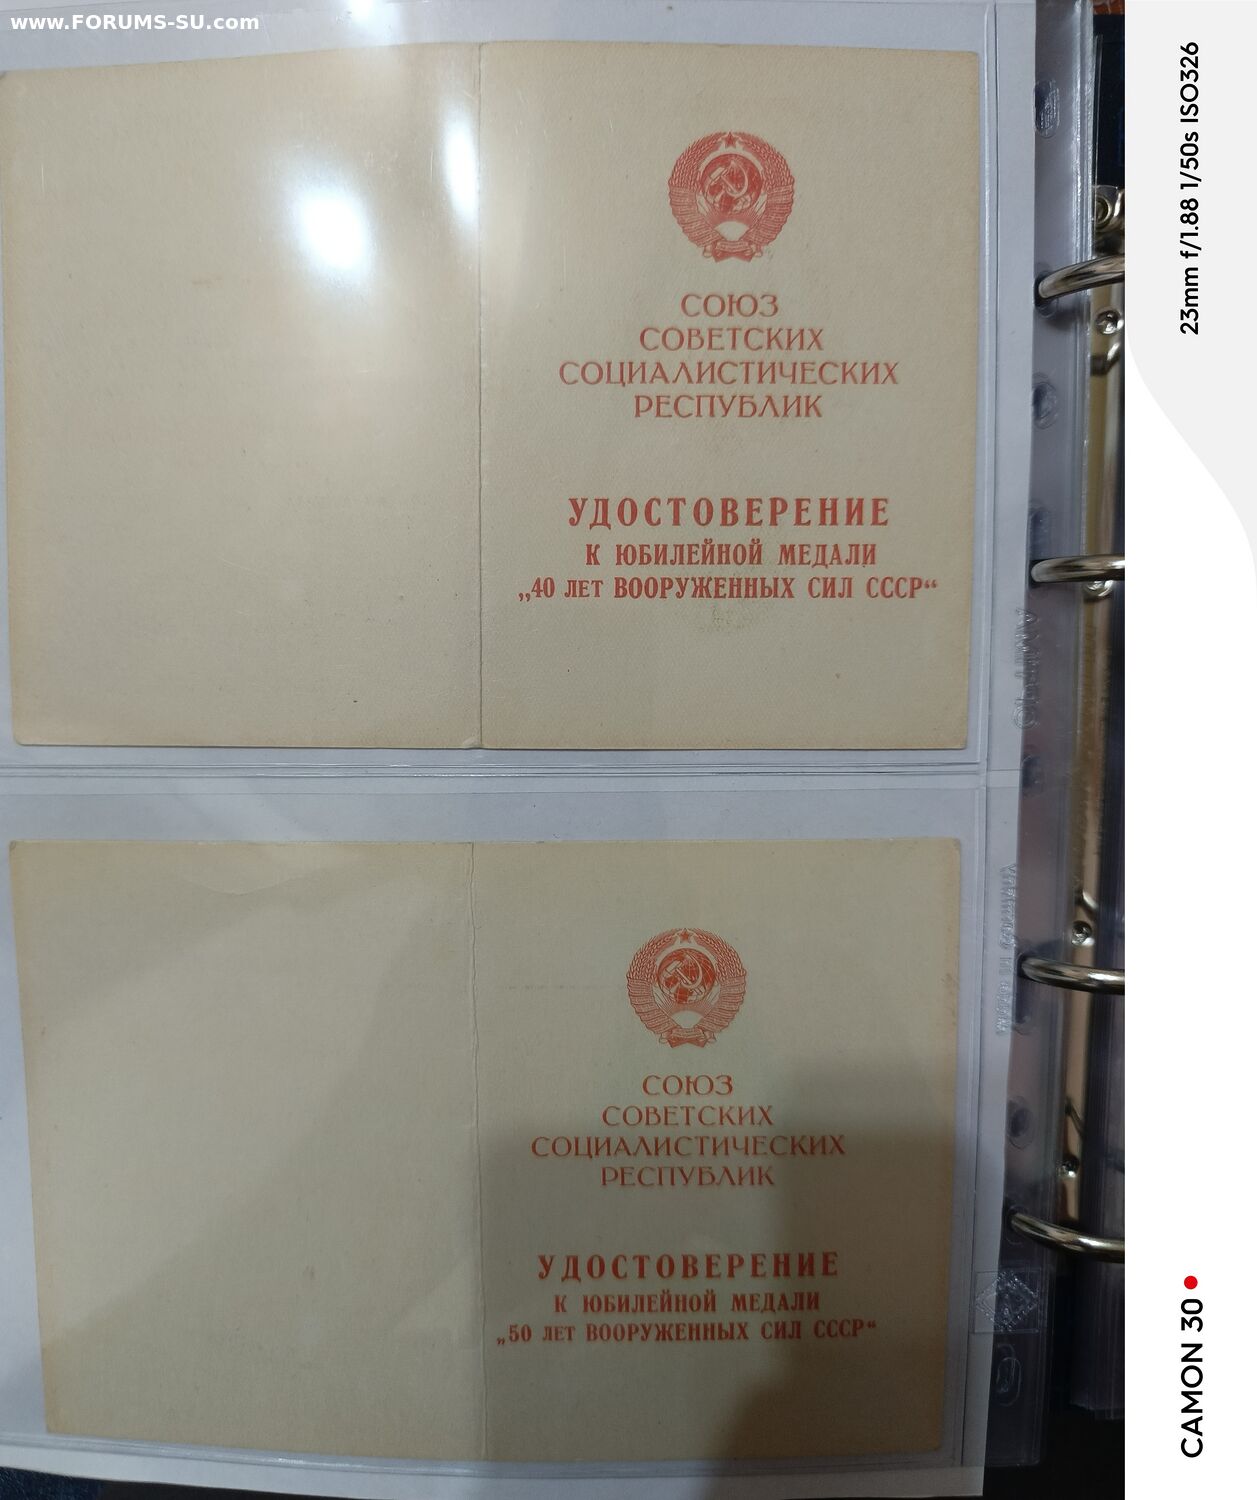 www.FORUMS-SU.com
СОЮЗ
СОВЕТСКИХ
СОЦИАЛИСТИЧЕСКИХ
РЕСПУБЛИК
УДОСТОВЕРЕНИЕ
К ЮБИЛЕЙНОЙ МЕДАЛИ
„40 ЛЕТ ВООРУЖЕННЫХ СИЛ СССР“
СОЮЗ
СОВЕТСКИХ
СОЦИАЛИСТИЧЕСКИХ
РЕСПУБЛИК
УДОСТОВЕРЕНИЕ
К ЮБИЛЕЙНОЙ МЕДАЛИ
„50 ЛЕТ ВООРУЖЕННЫХ СИЛ СССР“
23mm f/1.88 1/50s ISO326
CAMON 30